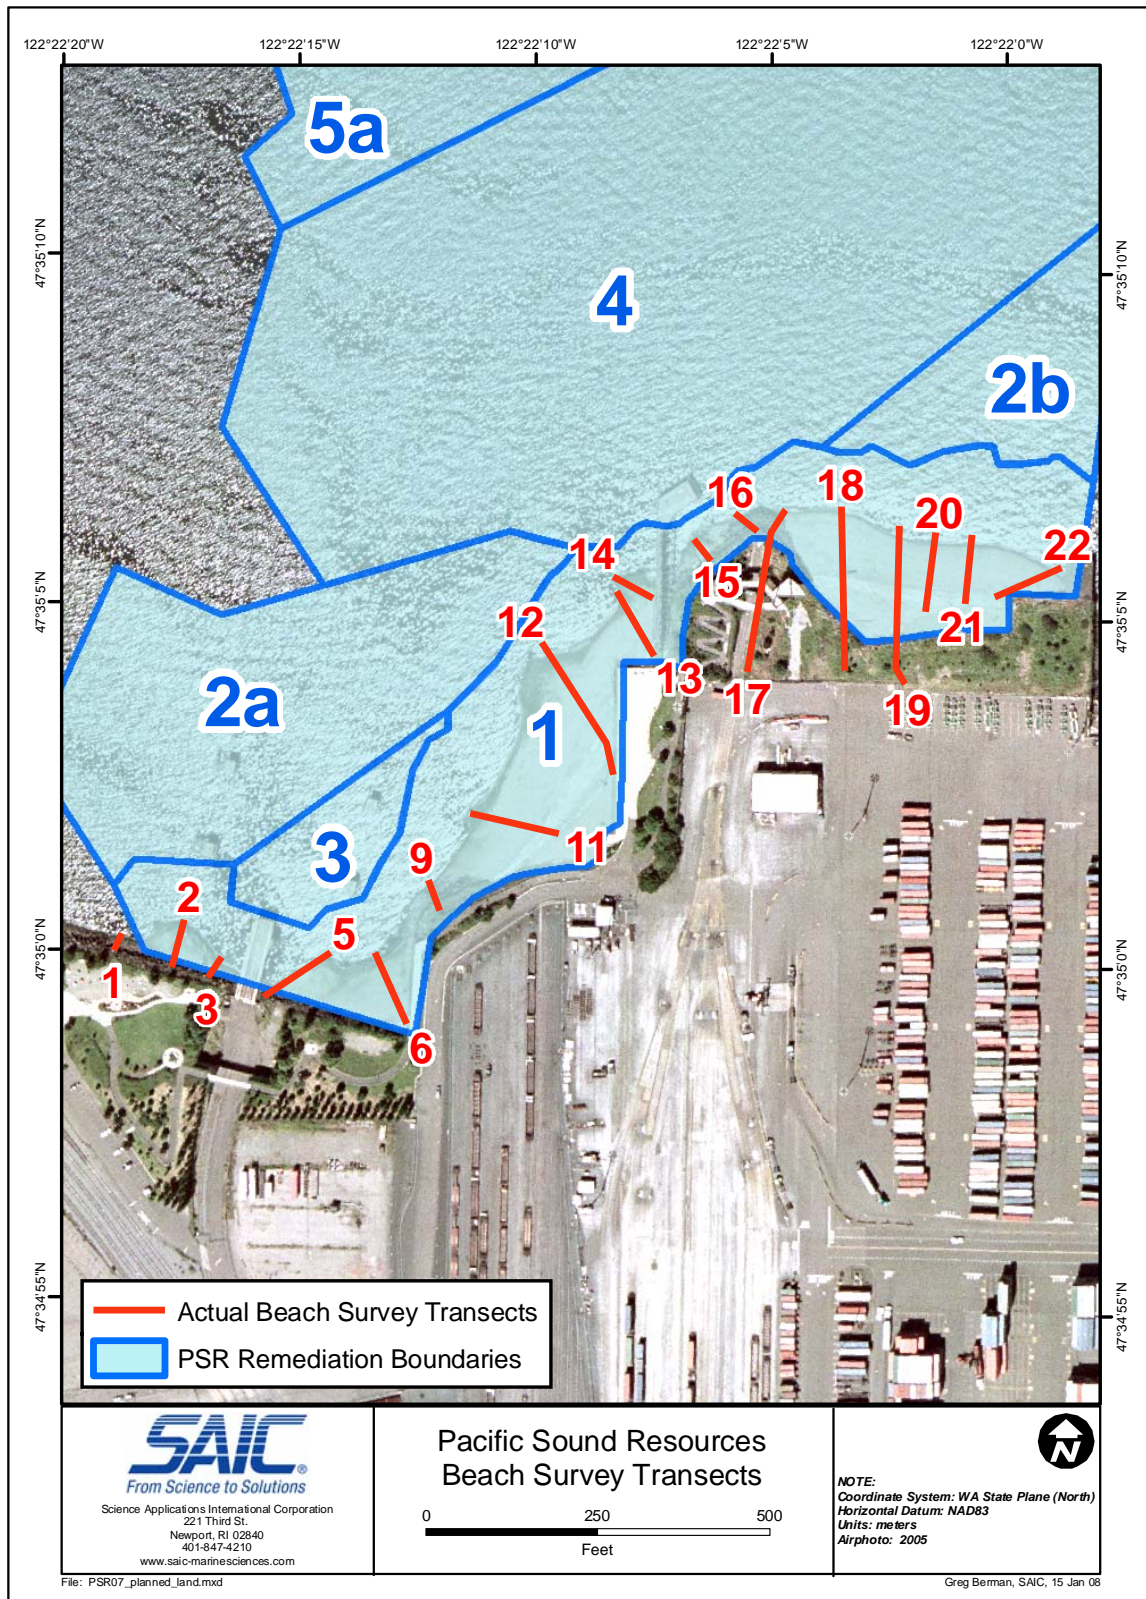 122°22'20"W
122°22'15"W
122°22'10"W
122°22'5"W
122°22'0"W
5a
47°35'10"N
47°35'10"N
4
2b
16
18
20
14
22
15
47°35'5"N
47°35'5"N
12
21
13
2a
17
19
1
3
11
9
2
5
47°35'0"N
47°35'0"N
1
3
6
47°34'55"N
47°34'55"N
Actual Beach Survey Transects
PSR Remediation Boundaries
SAIC®
From Science to Solutions
Science Applications International Corporation
221 Third St.
Newport, RI 02840
401-847-4210
www.saic-marinesciences.com
Pacific Sound Resources
Beach Survey Transects
0 250 500
Feet
N
NOTE:
Coordinate System: WA State Plane (North)
Horizontal Datum: NAD83
Units: meters
Airphoto: 2005
File: PSR07_planned_land.mxd
Greg Berman, SAIC, 15 Jan 08